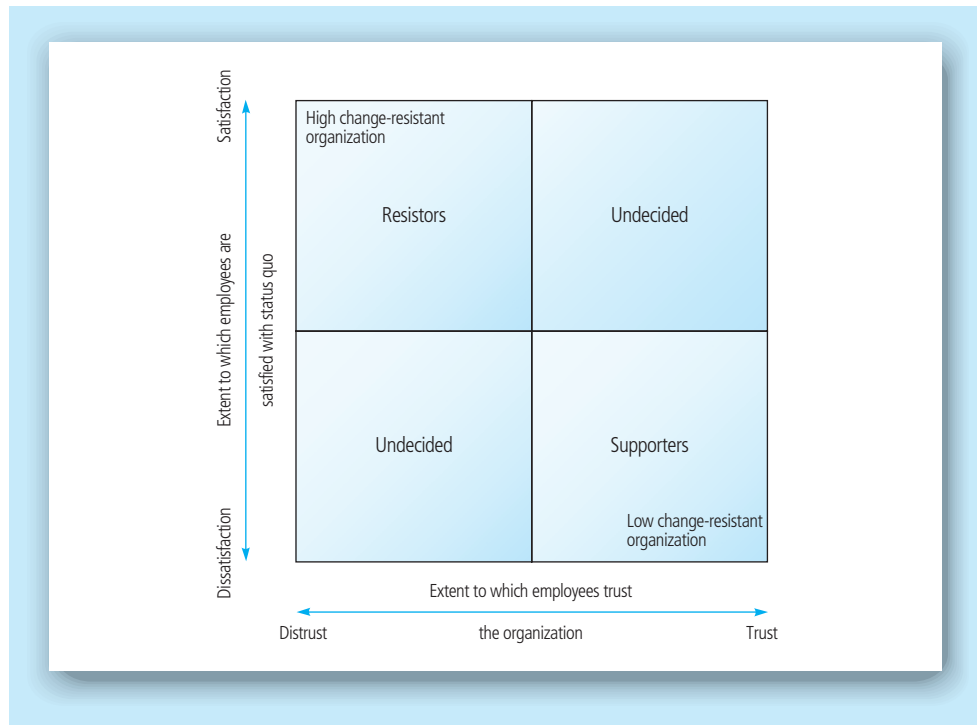 Satisfaction
Extent to which employees are
satisfied with status quo
Dissatisfaction
High change-resistant
organization
Resistors
Undecided
Undecided
Supporters
Low change-resistant
organization
Extent to which employees trust
Distrust
the organization
Trust